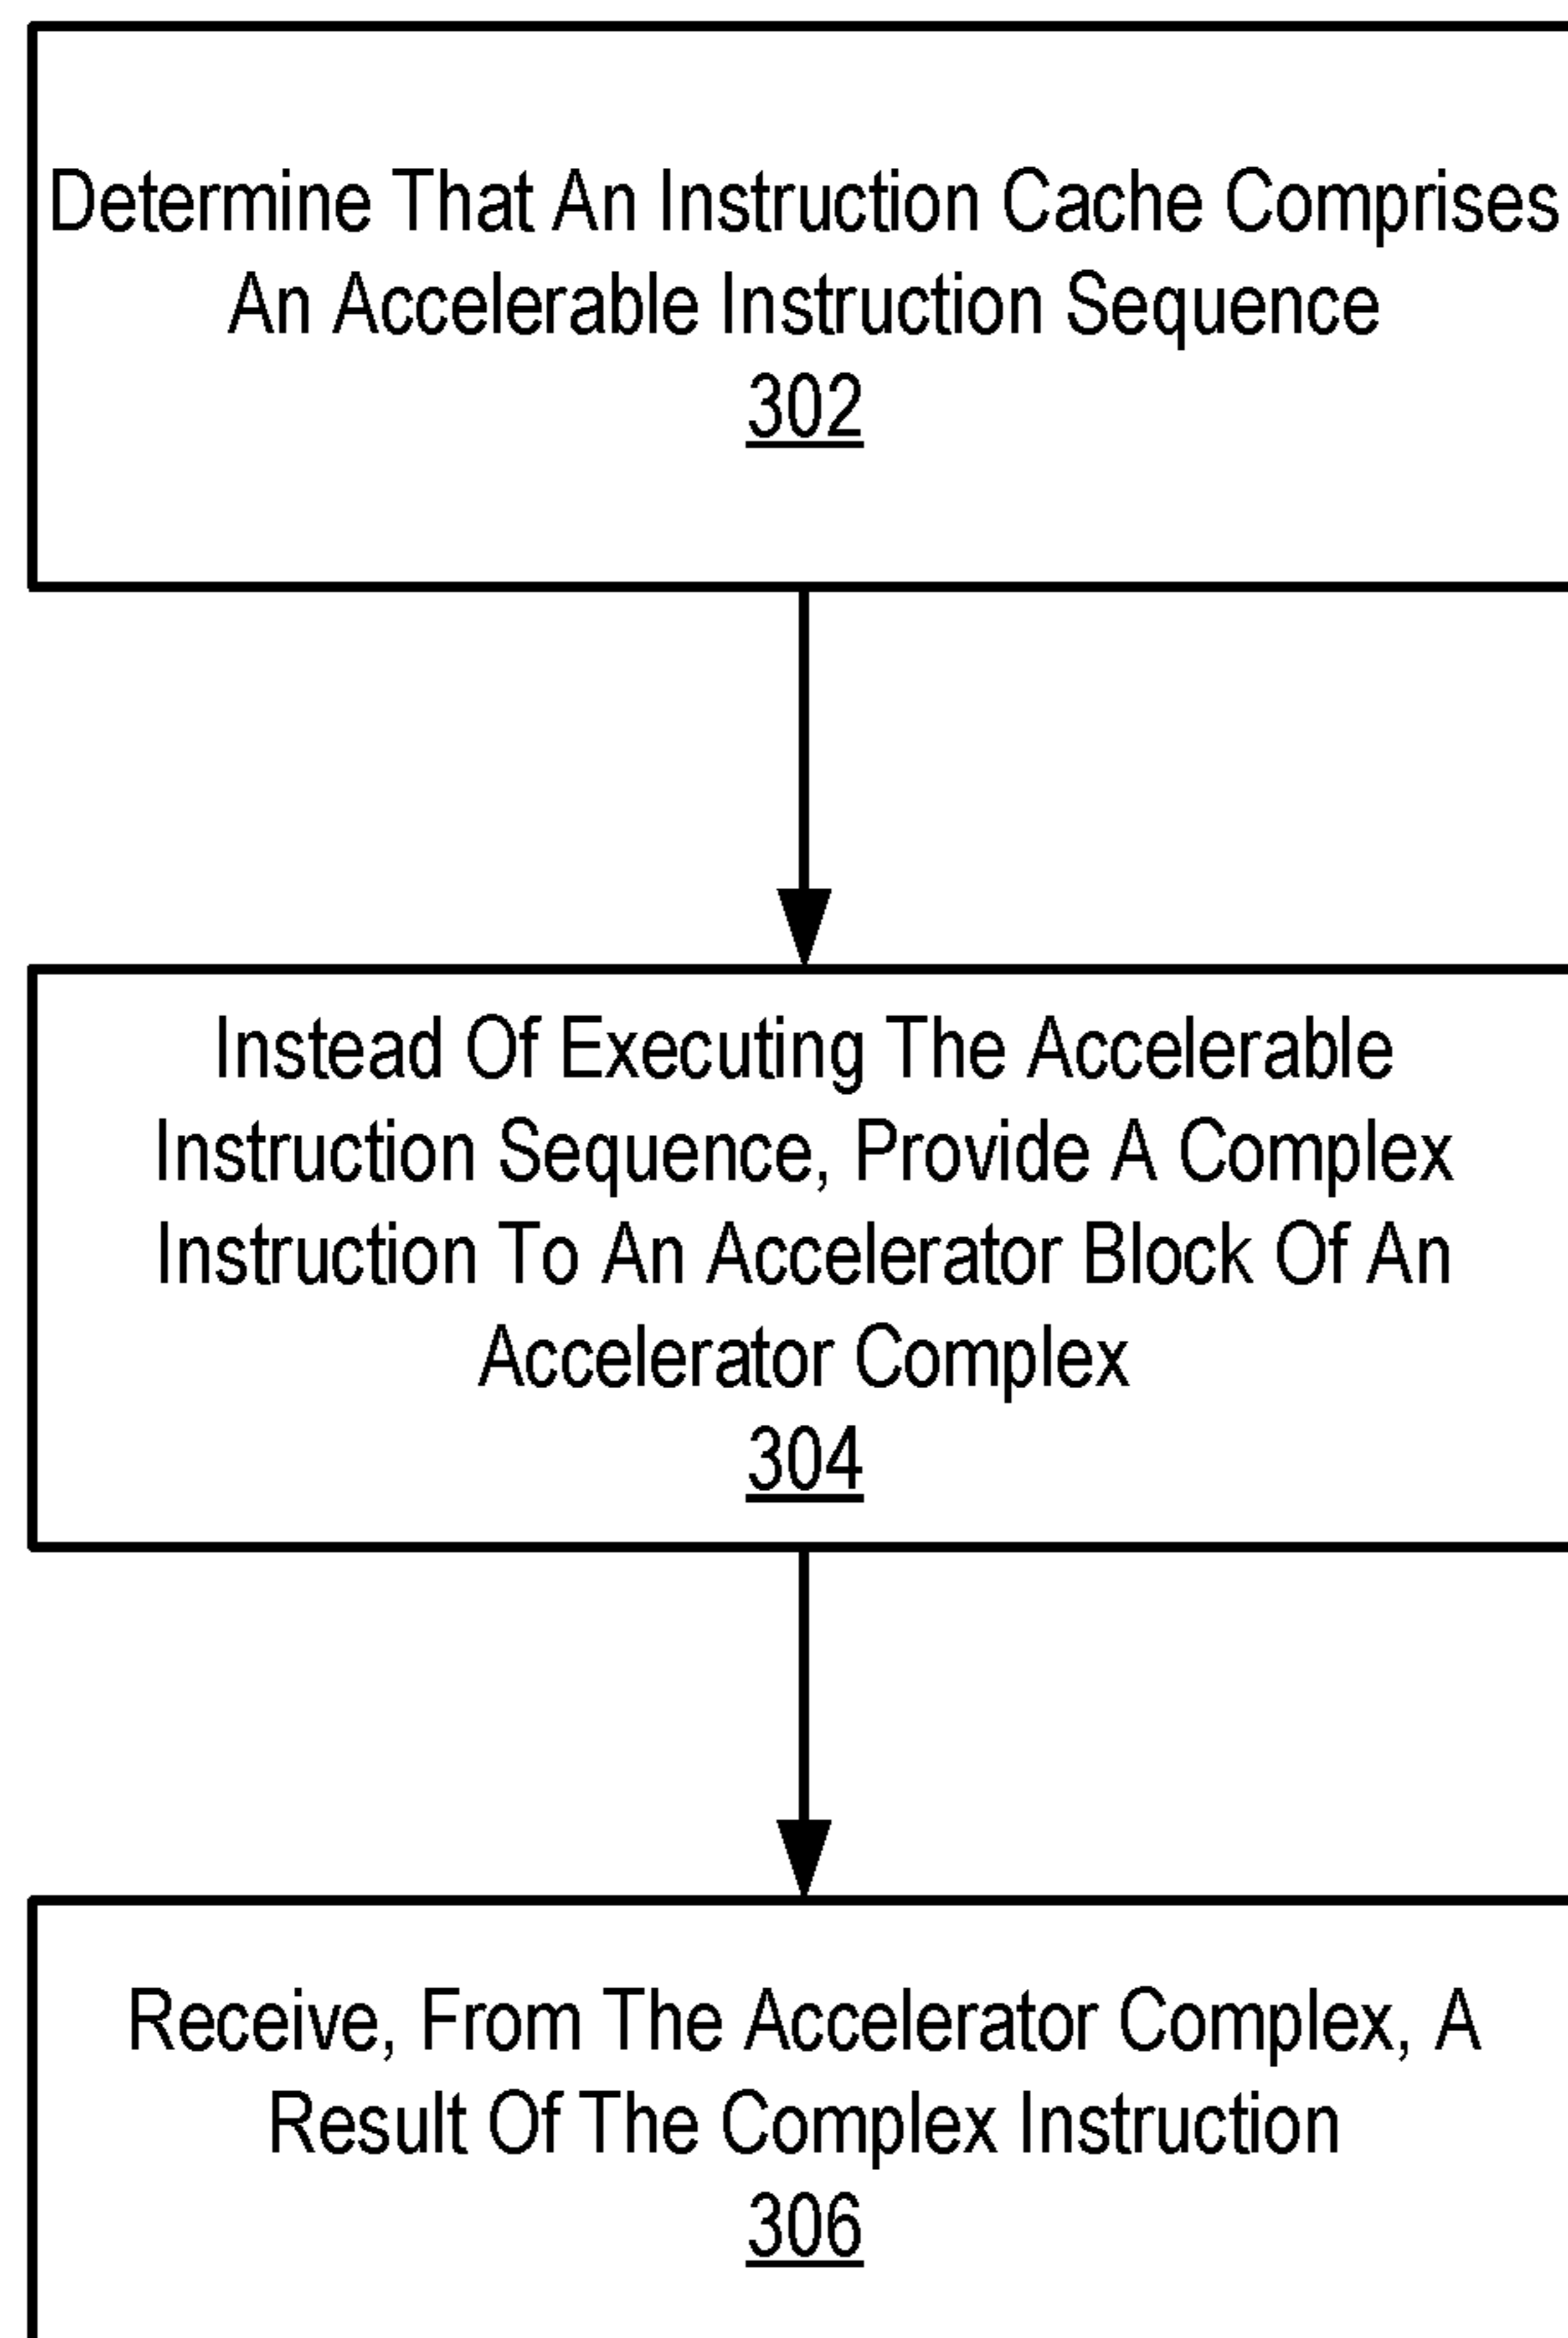 Determine That An Instruction Cache Comprises
An Accelerable Instruction Sequence
302
Instead Of Executing The Accelerable
Instruction Sequence, Provide A Complex
Instruction To An Accelerator Block Of An
Accelerator Complex
304
Receive, From The Accelerator Complex, A
Result Of The Complex Instruction
306